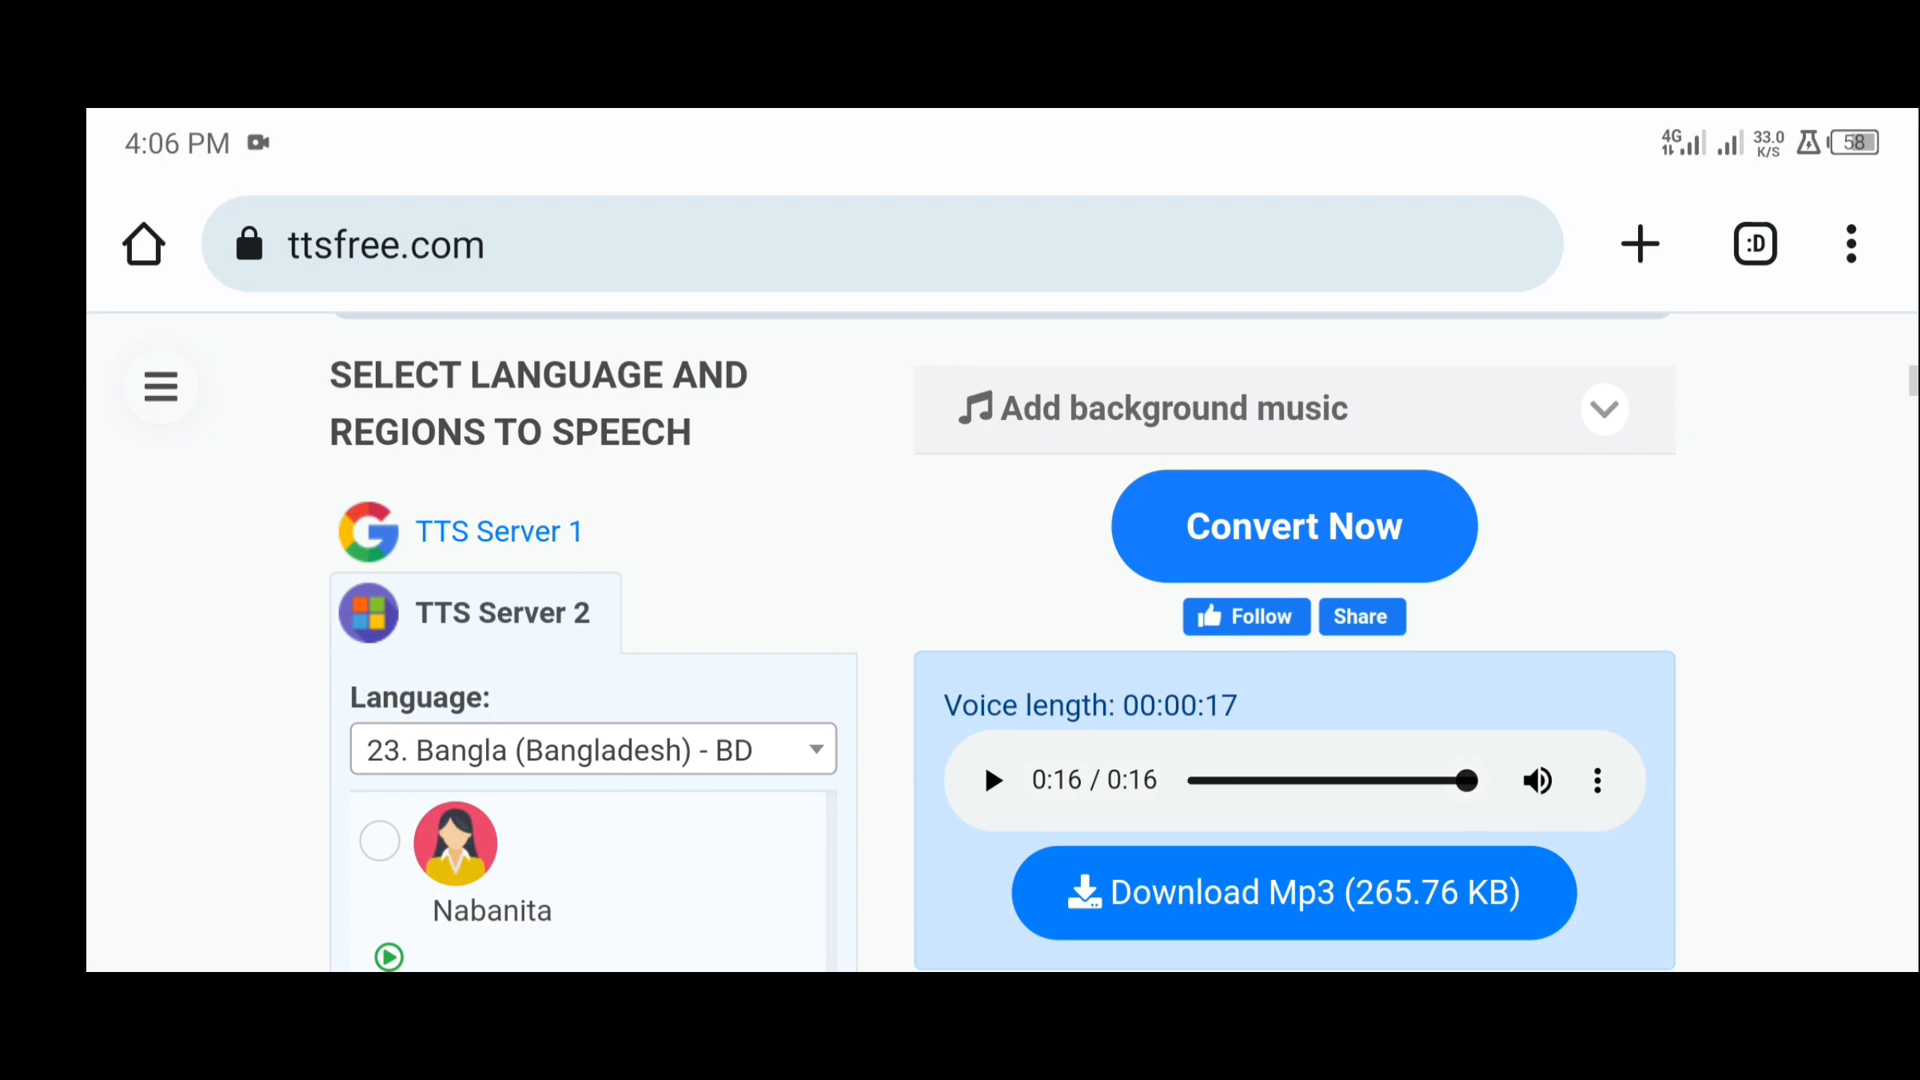 4:06 PM
4G
33.0
K/S
58
ttsfree.com
:D
SELECT LANGUAGE AND
REGIONS TO SPEECH
TTS Server 1
TTS Server 2
Language:
23. Bangla (Bangladesh) - BD
Nabanita
Add background music
Convert Now
Follow
Share
Voice length: 00:00:17
0:16 / 0:16
Download Mp3 (265.76 KB)